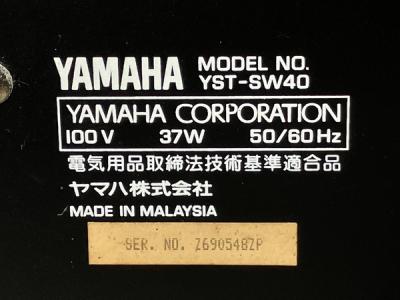 YAMAHA MODEL NO. YST-SW40
YAMAHA CORPORATION
100V 37W 50/60Hz
電気用品取締法技術基準適合品
ヤマハ株式会社
MADE IN MALAYSIA
SER. NO. Z690548ZP